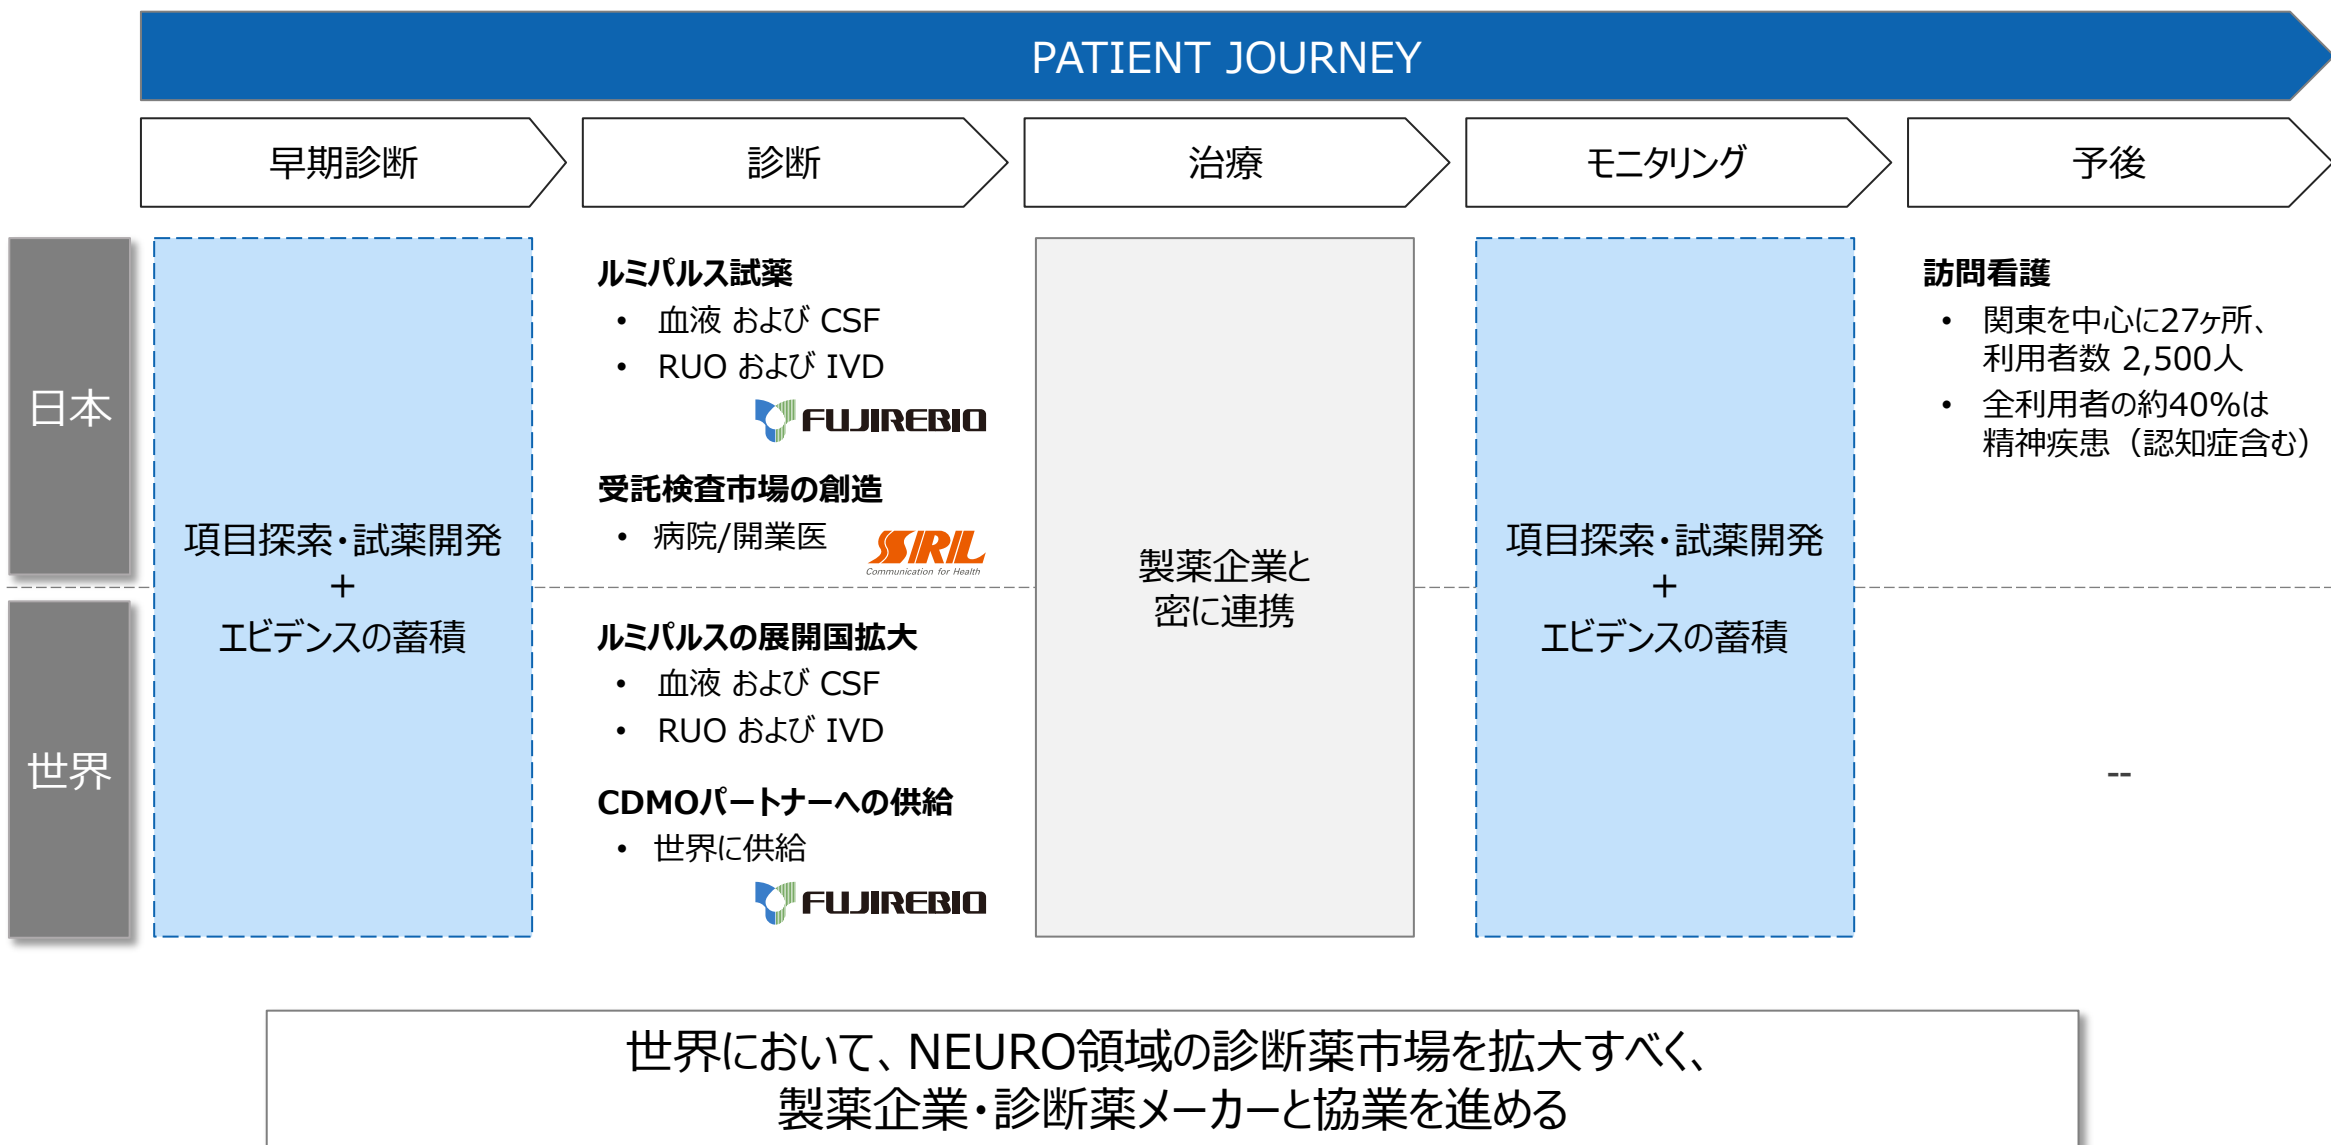 PATIENT JOURNEY
早期診断
診断
治療
モニタリング
予後
日本
項目探索・試薬開発
+
エビデンスの蓄積
ルミパルス試薬
• 血液 および CSF
• RUO および IVD
FUJIREBIO
受託検査市場の創造
• 病院/開業医
SRL
Communication for Health
製薬企業と
密に連携
項目探索・試薬開発
+
エビデンスの蓄積
訪問看護
• 関東を中心に27ヶ所、
利用者数 2,500人
• 全利用者の約40%は
精神疾患（認知症含む）
世界
ルミパルスの展開国拡大
• 血液 および CSF
• RUO および IVD
CDMOパートナーへの供給
• 世界に供給
FUJIREBIO
--
世界において、NEURO領域の診断薬市場を拡大すべく、
製薬企業・診断薬メーカーと協業を進める